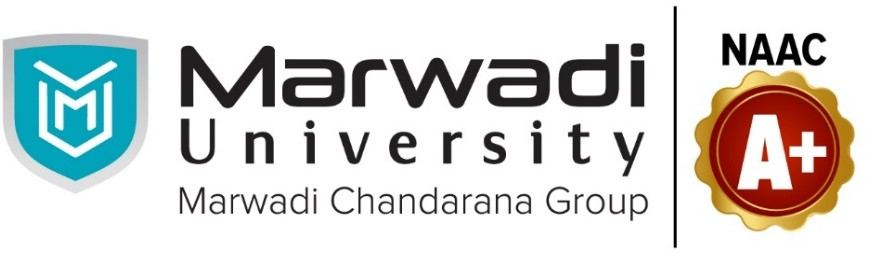 Marwadi
University
Marwadi Chandarana Group
NAAC
A+